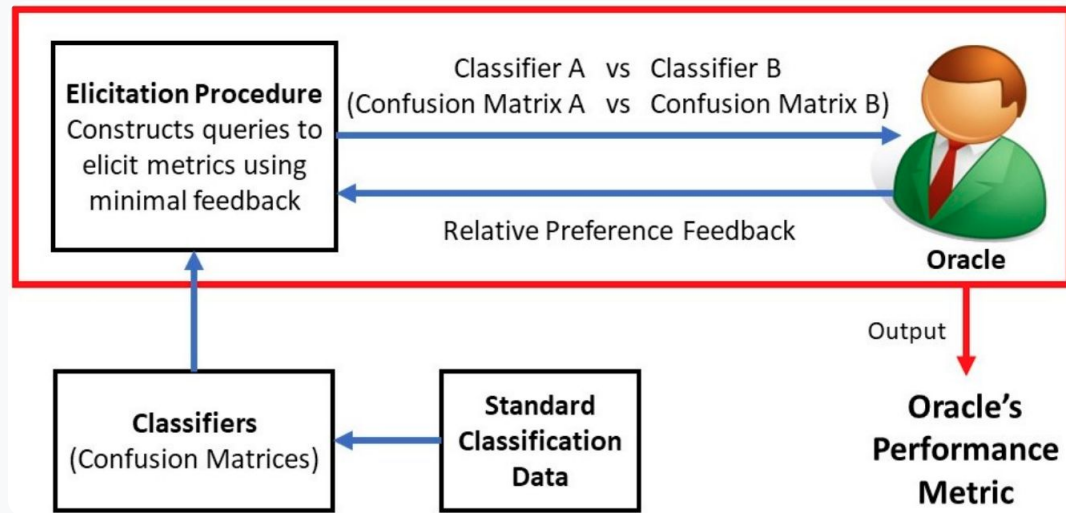 Elicitation Procedure
Constructs queries to
elicit metrics using
minimal feedback
Classifier A vs Classifier B
(Confusion Matrix A vs Confusion Matrix B)
Relative Preference Feedback
Oracle
Output
Classifiers
(Confusion Matrices)
Standard
Classification
Data
Oracle’s
Performance
Metric